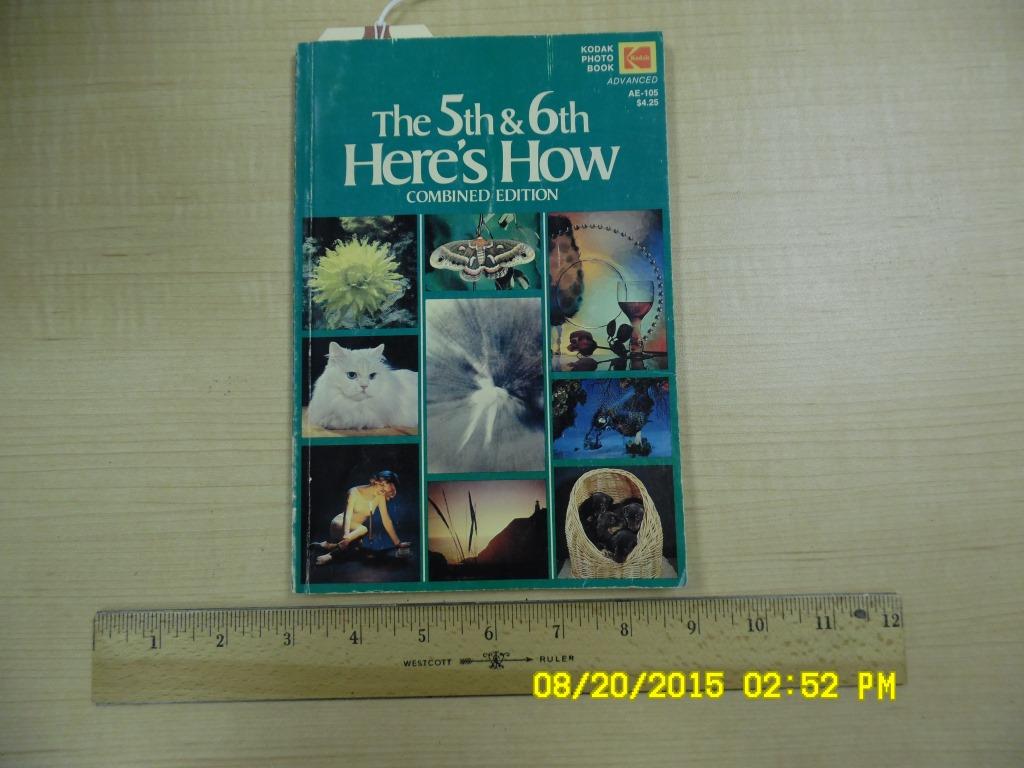 KODAK
PHOTO
BOOK
Kodak
ADVANCED
AE-105
$4.25
The 5th & 6th
Here's How
COMBINED EDITION
1 2 3 4 5 6 7 8 9 10 11 12
WESTCOTT RULER
08/20/2015 02:52 PM